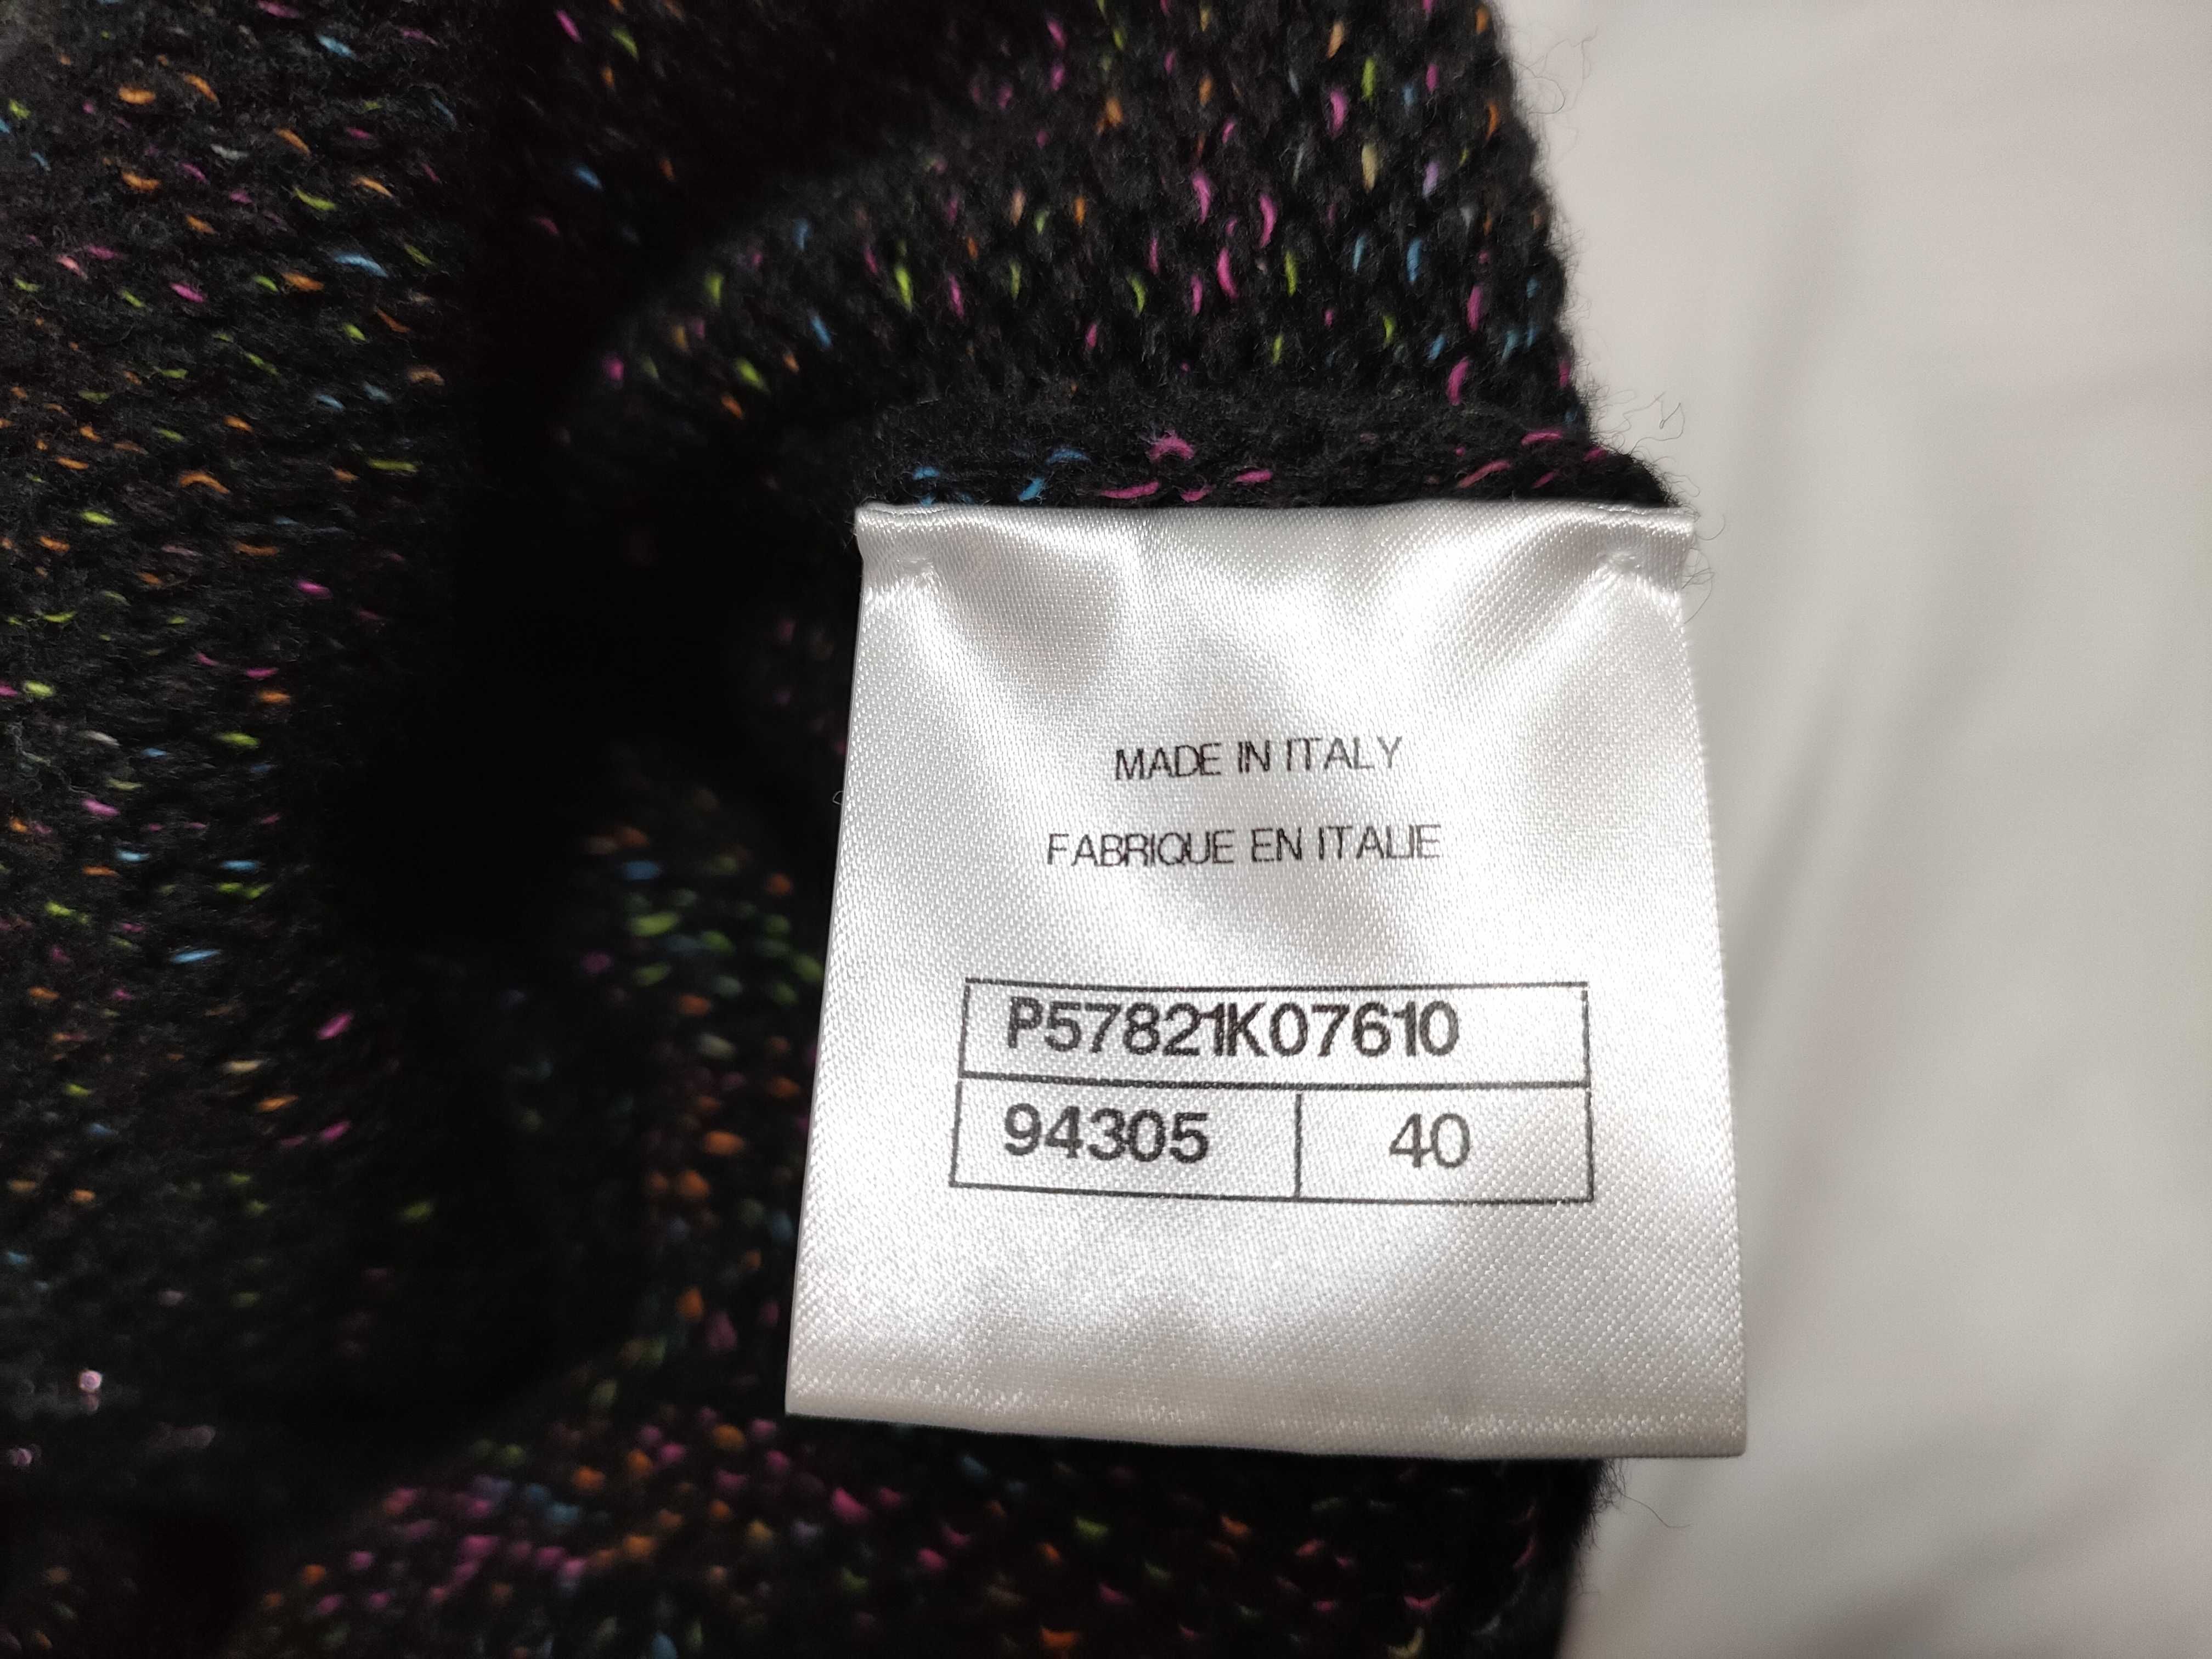 MADE IN ITALY
FABRIQUE EN ITALIE
P57821K07610
94305 40